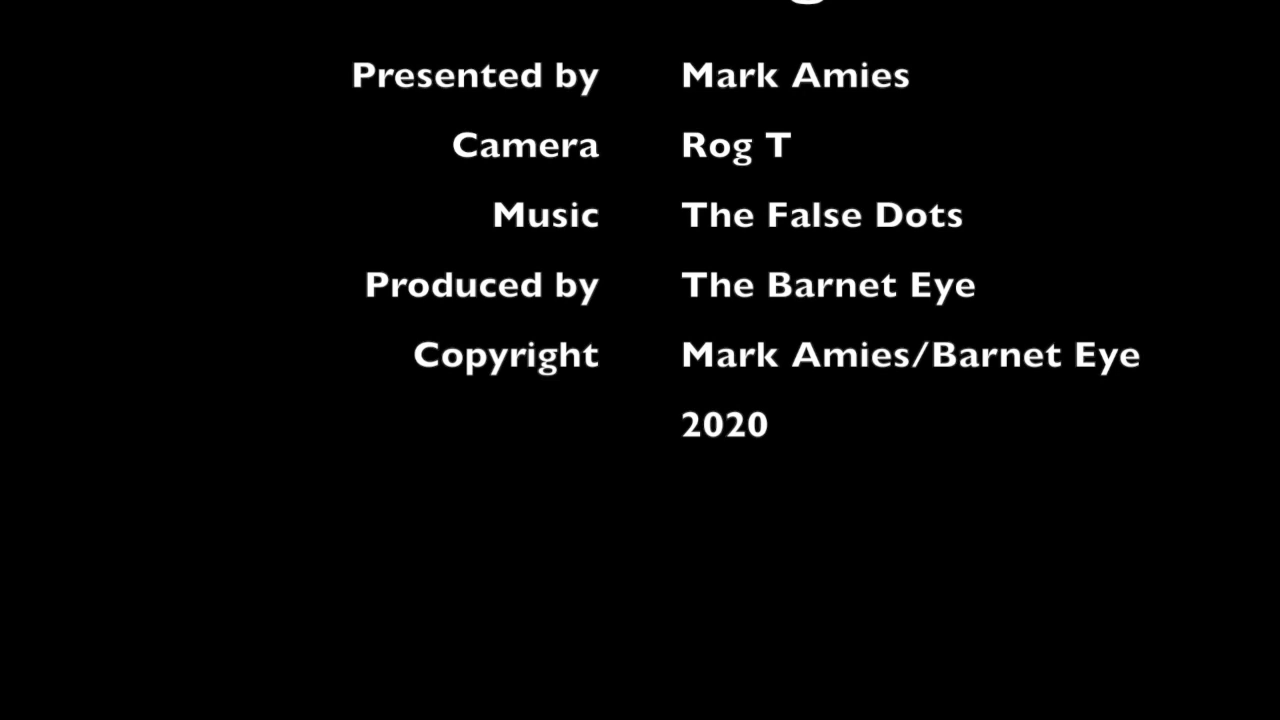 Presented by Mark Amies
Camera Rog T
Music The False Dots
Produced by The Barnet Eye
Copyright Mark Amies/Barnet Eye
2020